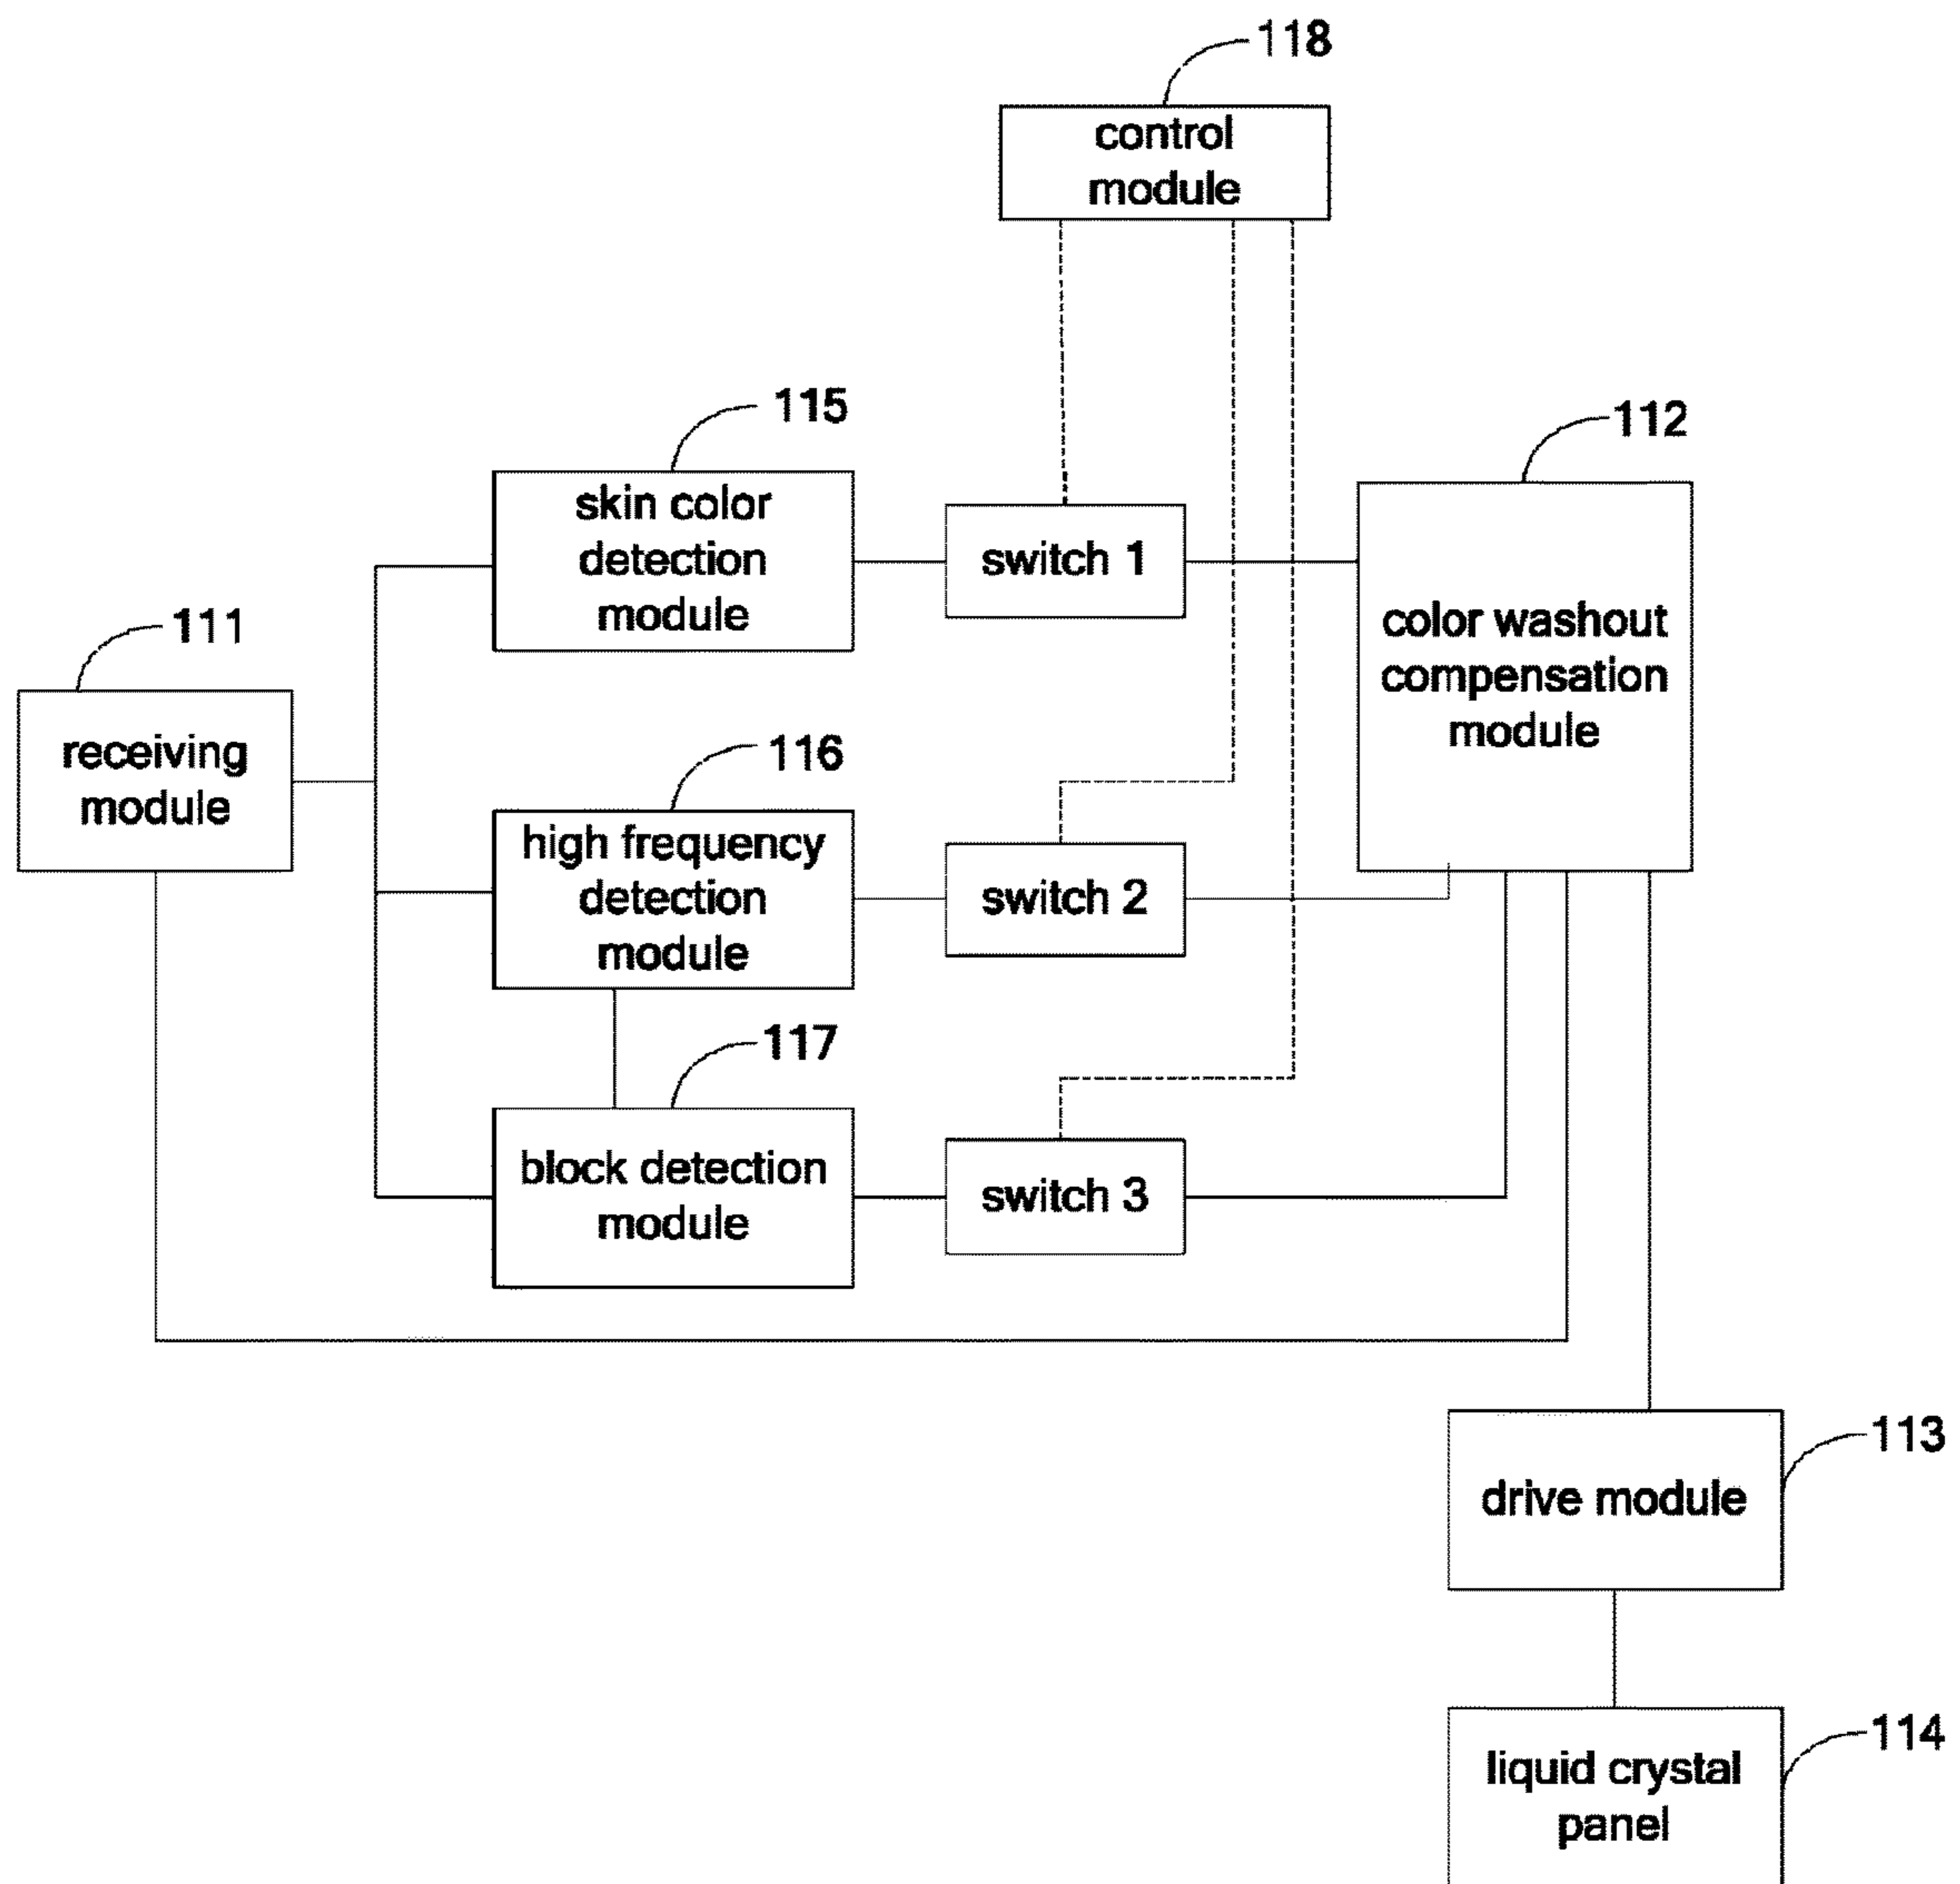 118
control
module
115
skin color
detection
module
switch 1
112
color washout
compensation
module
111
receiving
module
116
high frequency
detection
module
switch 2
117
block detection
module
switch 3
113
drive module
114
liquid crystal
panel